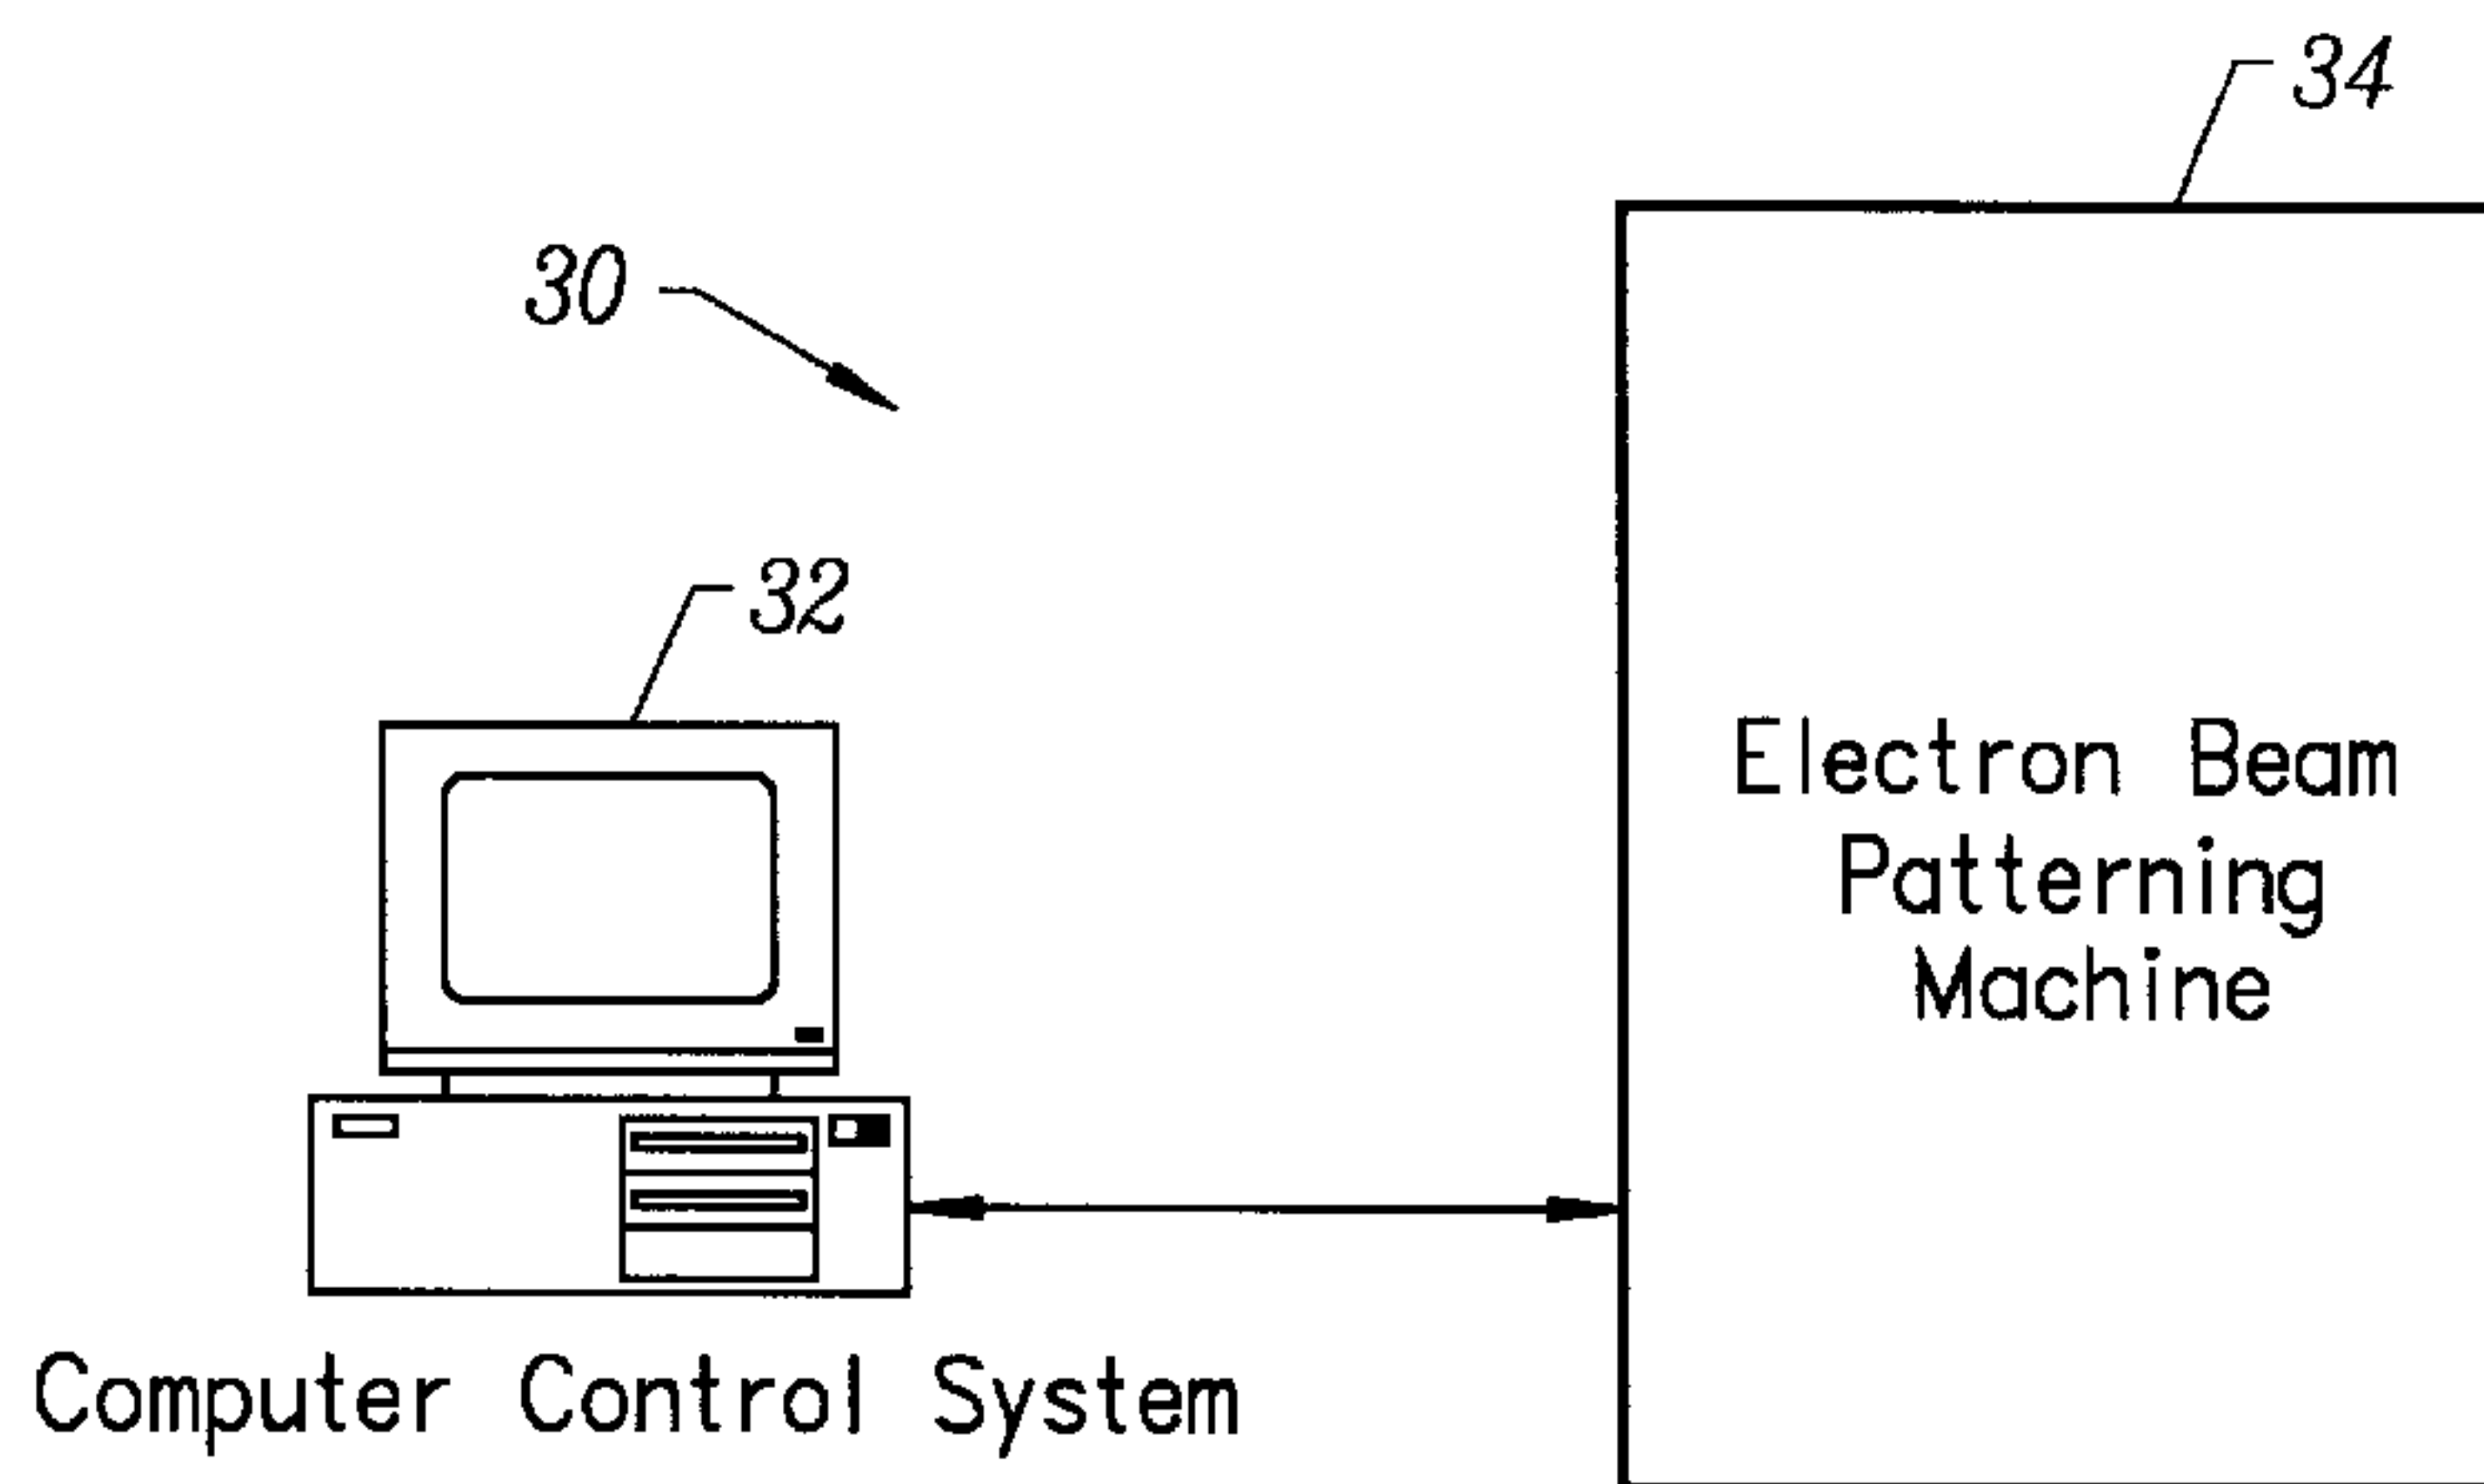 34
30
32
Electron Beam
Patterning
Machine
Computer Control System